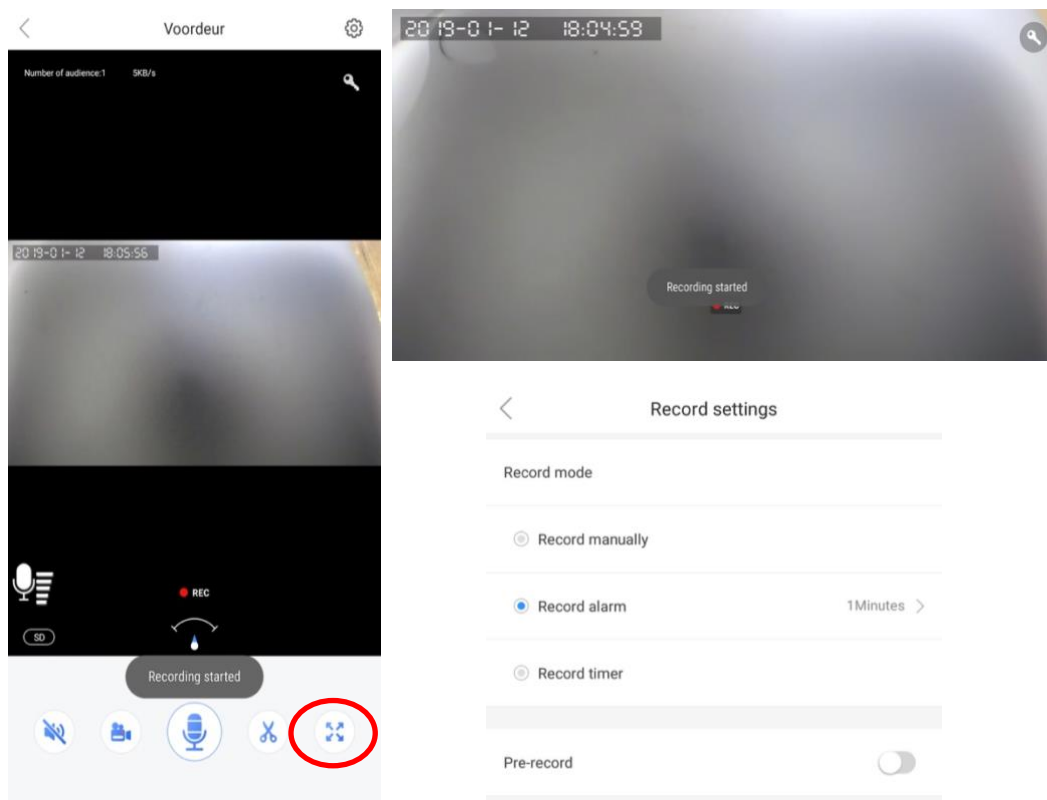 Voordeur
Number of audience:1 5KB/s
2019-01-12 18:05:56
REC
SD
Recording started
2019-01-12 18:04:59
Recording started
REC
Record settings
Record mode
Record manually
Record alarm 1Minutes
Record timer
Pre-record